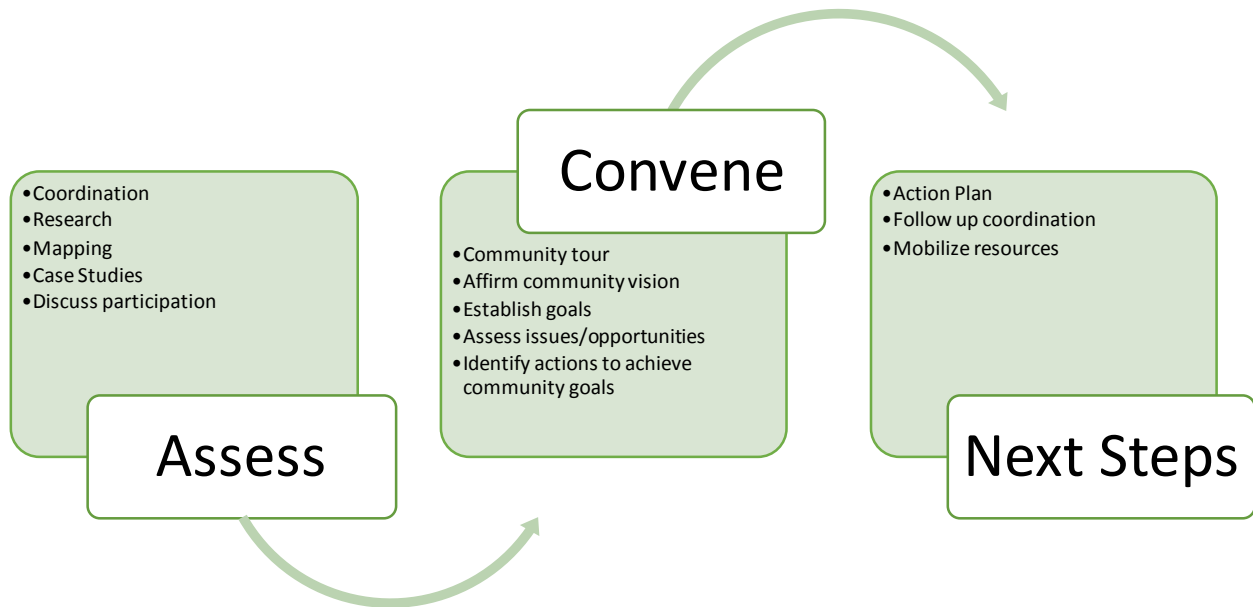 •Coordination
•Research
•Mapping
•Case Studies
•Discuss participation
Assess
Convene
•Community tour
•Affirm community vision
•Establish goals
•Assess issues/opportunities
•Identify actions to achieve
community goals
•Action Plan
•Follow up coordination
•Mobilize resources
Next Steps